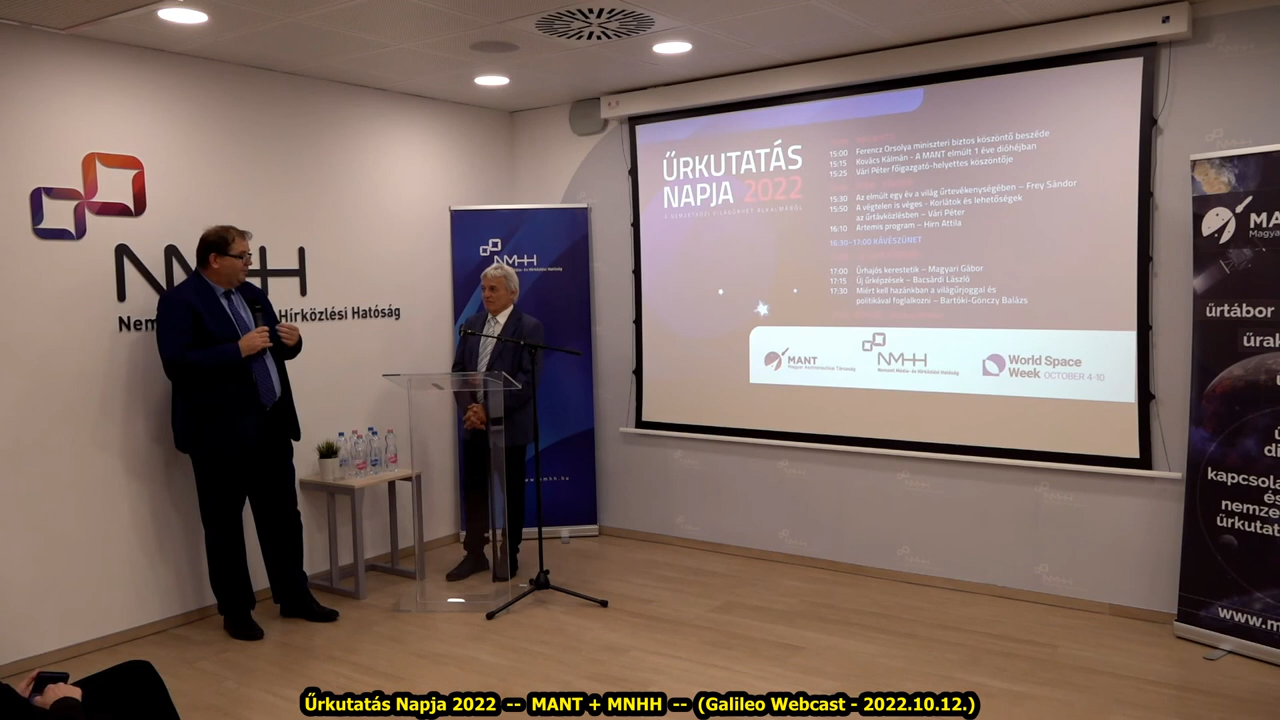 NMHH
Nem Hírközlési Hatóság
NMHH
Nemzeti Média- és Hírközlési Hatóság
www.nmhh.hu
ŰRKUTATÁS
NAPJA 2022
A NEMZETKÖZI VILÁGŰRHÉT ALKALMÁBÓL
15:00 Ferencz Orsolya miniszteri biztos köszöntő beszéde
15:15 Kovács Kálmán - A MANT elmúlt 1 éve dióhéjban
15:25 Vári Péter főigazgató-helyettes köszöntője
15:30 Az elmúlt egy év a világ űrtevékenységében – Frey Sándor
15:50 A végtelen is véges - Korlátok és lehetőségek
az űrtávközlésben – Vári Péter
16:10 Artemis program – Hirn Attila
16:30–17:00 KÁVÉSZÜNET
17:00 Űrhajós kerestetik – Magyari Gábor
17:15 Új űrképzések – Bacsárdi László
17:30 Miért kell hazánkban a világűrjoggal és
politikával foglalkozni – Bartóki-Gönczy Balázs
MANT
Magyar Asztronautikai Társaság
NMHH
Nemzeti Média- és Hírközlési Hatóság
World Space
Week OCTOBER 4-10
MA
Magya
űrtábor
űrak
ű
di
kapcsola
és
nemze
űrkutat
www.m
Űrkutatás Napja 2022 -- MANT + MNHH -- (Galileo Webcast - 2022.10.12.)